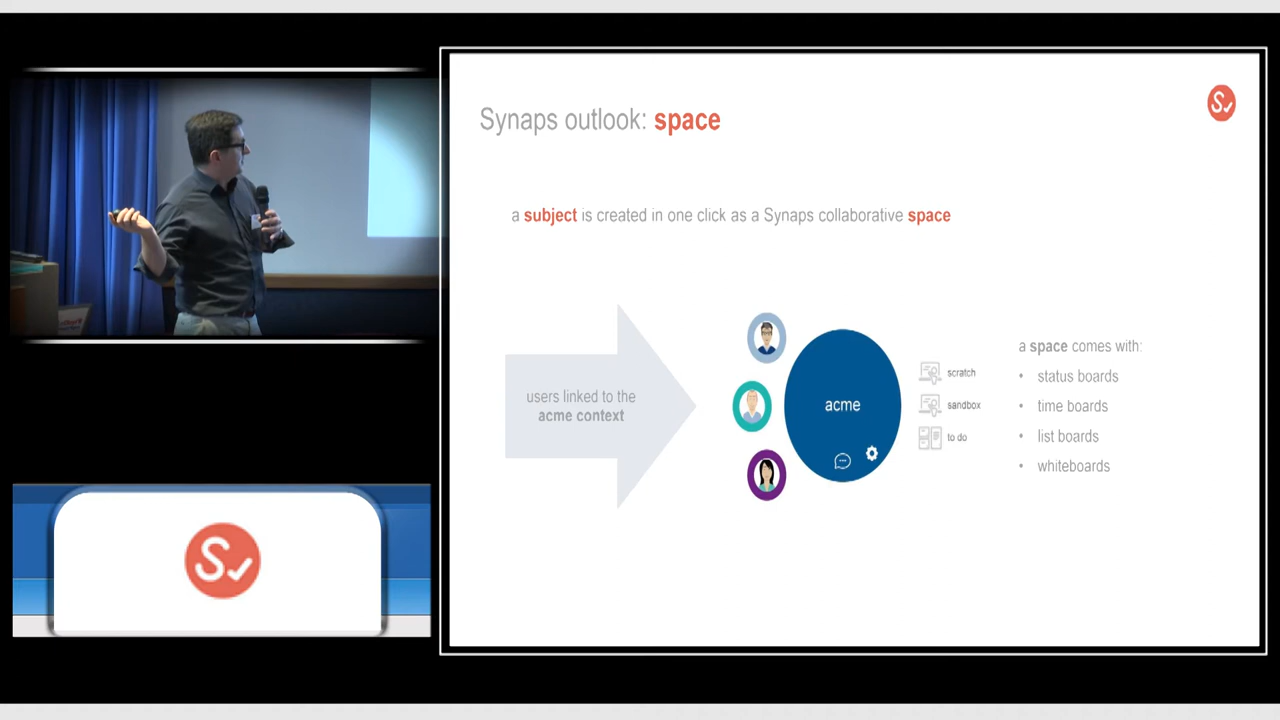 Synaps outlook: space
a subject is created in one click as a Synaps collaborative space
users linked to the
acme context
acme
scratch
sandbox
to do
a space comes with:
• status boards
• time boards
• list boards
• whiteboards